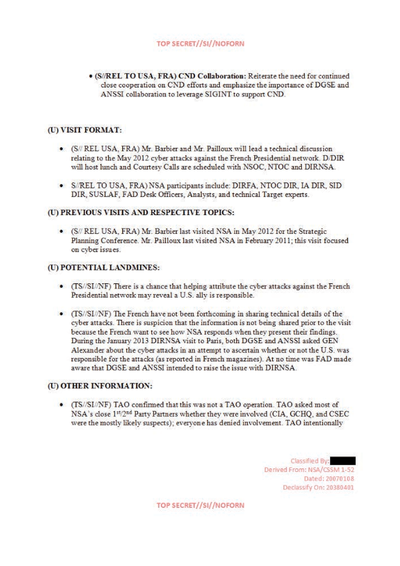 TOP SECRET//SI//NOFORN
• (S//REL TO USA, FRA) CND Collaboration: Reiterate the need for continued
close cooperation on CND efforts and emphasize the importance of DGSE and
ANSSI collaboration to leverage SIGINT to support CND.
(U) VISIT FORMAT:
• (S// REL USA, FRA) Mr. Barbier and Mr. Pailloux will lead a technical discussion
relating to the May 2012 cyber attacks against the French Presidential network. D/DIR
will host lunch and Courtesy Calls are scheduled with NSOC, NTOC and DIRNSA.
• S//REL TO USA, FRA) NSA participants include: DIRFA, NTOC DIR, IA DIR, SID
DIR, SUSLAF, FAD Desk Officers, Analysts, and technical Target experts.
(U) PREVIOUS VISITS AND RESPECTIVE TOPICS:
• (S// REL USA, FRA) Mr. Barbier last visited NSA in May 2012 for the Strategic
Planning Conference. Mr. Pailloux last visited NSA in February 2011; this visit focused
on cyber issues.
(U) POTENTIAL LANDMINES:
• (TS//SI//NF) There is a chance that helping attribute the cyber attacks against the French
Presidential network may reveal a U.S. ally is responsible.
• (TS//SI//NF) The French have not been forthcoming in sharing technical details of the
cyber attacks. There is suspicion that the information is not being shared prior to the visit
because the French want to see how NSA responds when they present their findings.
During the January 2013 DIRNSA visit to Paris, both DGSE and ANSSI asked GEN
Alexander about the cyber attacks in an attempt to ascertain whether or not the U.S. was
responsible for the attacks (as reported in French magazines). At no time was FAD made
aware that DGSE and ANSSI intended to raise the issue with DIRNSA.
(U) OTHER INFORMATION:
• (TS//SI//NF) TAO confirmed that this was not a TAO operation. TAO asked most of
NSA's close 1st/2nd Party Partners whether they were involved (CIA, GCHQ, and CSEC
were the mostly likely suspects); everyone has denied involvement. TAO intentionally
Classified By:
Derived From: NSA/CSSM 1-52
Dated: 20070108
Declassify On: 20380401
TOP SECRET//SI//NOFORN